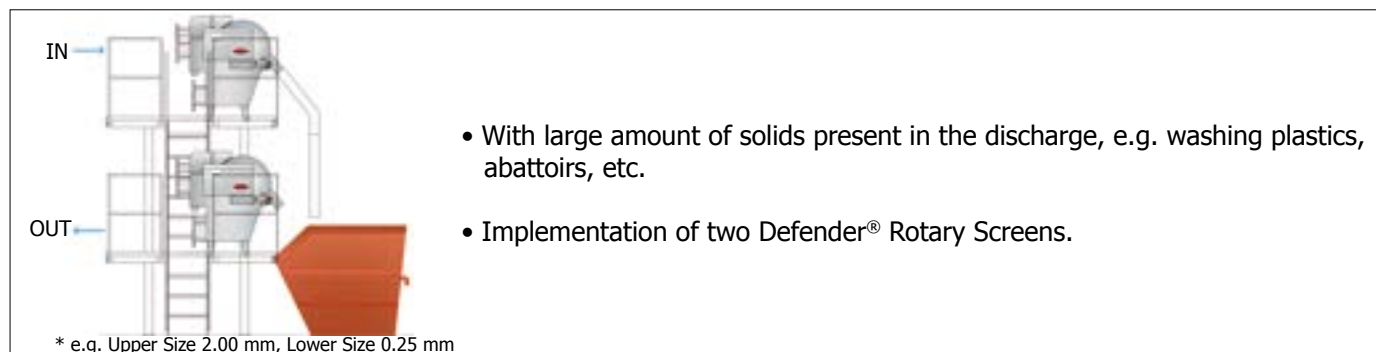 IN
OUT
• With large amount of solids present in the discharge, e.g. washing plastics,
abattoirs, etc.
• Implementation of two Defender® Rotary Screens.
* e.g. Upper Size 2.00 mm, Lower Size 0.25 mm